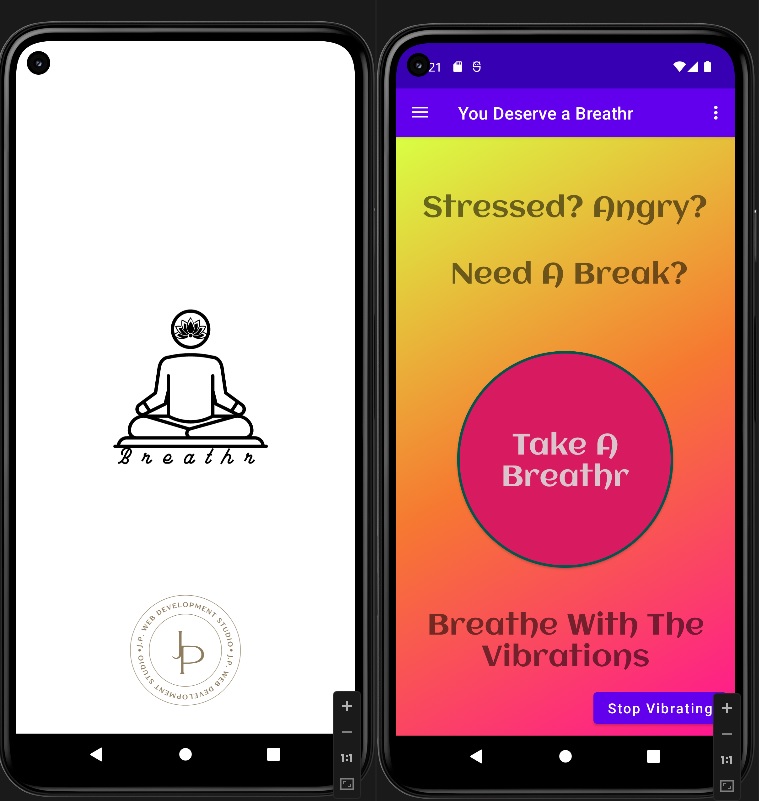 Breathr
J.P. WEB DEVELOPMENT STUDIO • J.P. WEB DEVELOPMENT STUDIO •
JP
1:1
21
You Deserve a Breathr
Stressed? Angry?
Need A Break?
Take A
Breathr
Breathe With The
Vibrations
Stop Vibrating
1:1